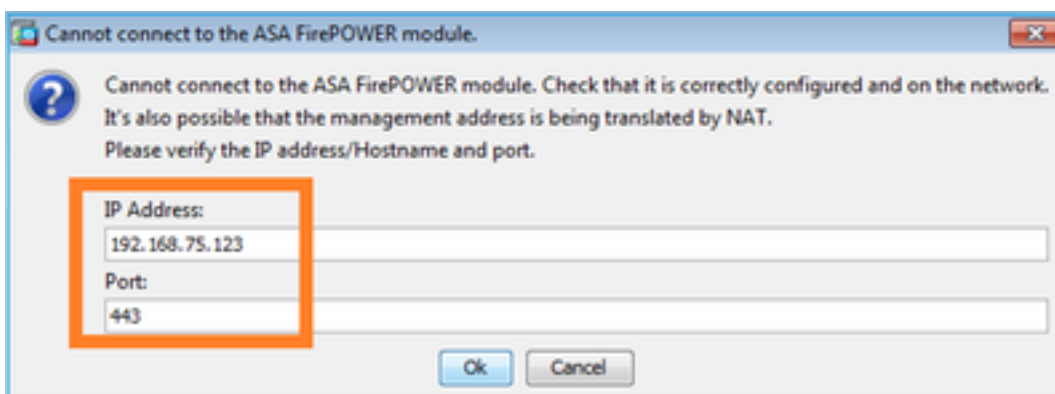 Cannot connect to the ASA FirePOWER module.
Cannot connect to the ASA FirePOWER module. Check that it is correctly configured and on the network.
It's also possible that the management address is being translated by NAT.
Please verify the IP address/Hostname and port.
IP Address:
192.168.75.123
Port:
443
Ok
Cancel